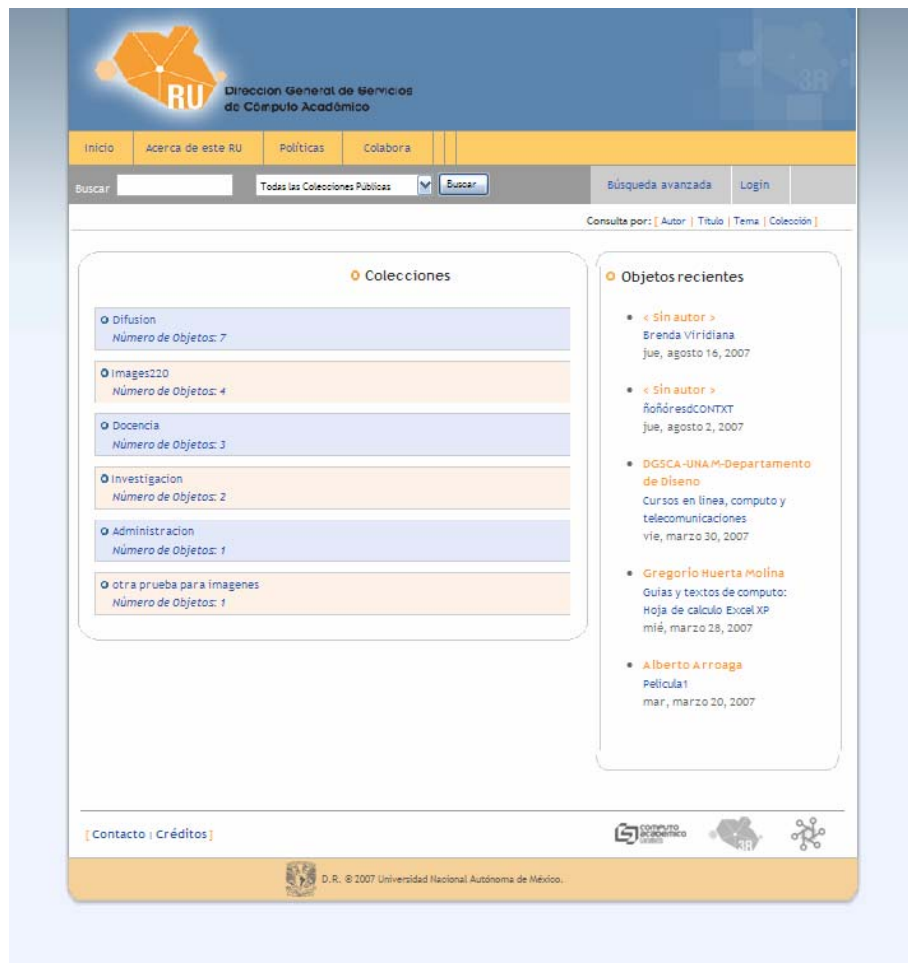 RU
Dirección General de Servicios
de Cómputo Académico
3R
Inicio
Acerca de este RU
Políticas
Colabora
Buscar
Todas las Colecciones Públicas
Buscar
Búsqueda avanzada
Login
Consulta por: [ Autor | Título | Tema | Colección ]
Colecciones
Difusion
Número de Objetos: 7
Images220
Número de Objetos: 4
Docencia
Número de Objetos: 3
Investigacion
Número de Objetos: 2
Administracion
Número de Objetos: 1
otra prueba para imagenes
Número de Objetos: 1
Objetos recientes
< Sin autor >
Brenda Viridiana
jue, agosto 16, 2007
< Sin autor >
ñoñóresdCONTXT
jue, agosto 2, 2007
DGSCA-UNAM-Departamento
de Diseno
Cursos en linea, computo y
telecomunicaciones
vie, marzo 30, 2007
Gregorio Huerta Molina
Guias y textos de computo:
Hoja de calculo Excel XP
mié, marzo 28, 2007
Alberto Arroaga
Pelicula1
mar, marzo 20, 2007
[ Contacto | Créditos ]
cómputo
académico
3R
D.R. © 2007 Universidad Nacional Autónoma de México.